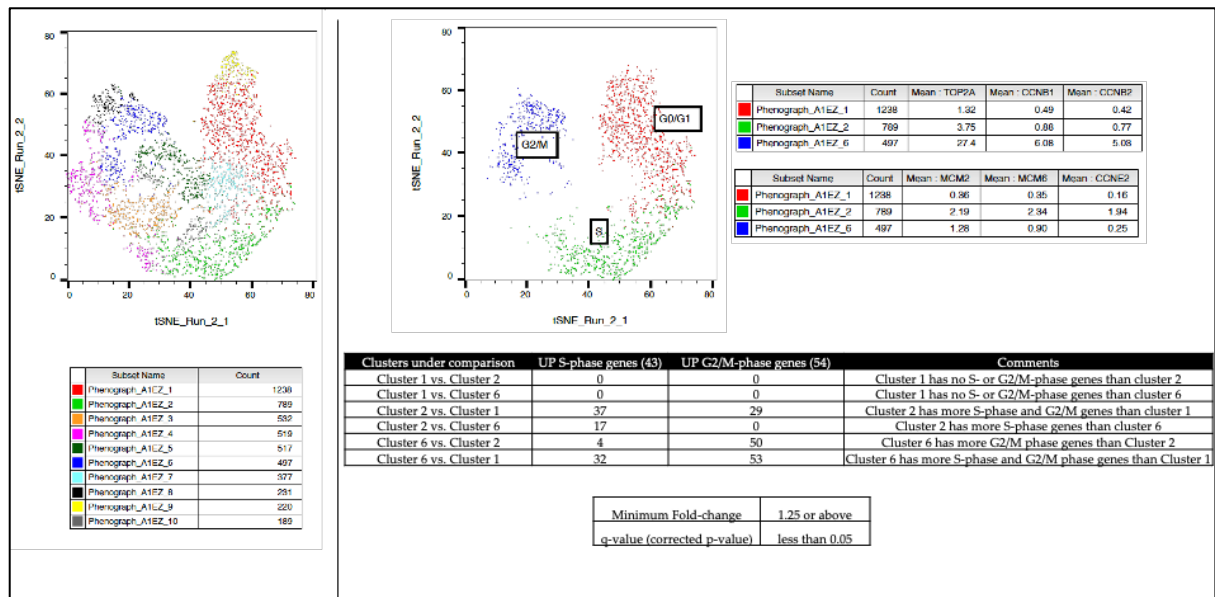 80
60
40
20
0
0 20 40 60 80
tSNE_Run_2_2
tSNE_Run_2_1
Subset Name Count
Phenograph_A1EZ_1 1238
Phenograph_A1EZ_2 789
Phenograph_A1EZ_3 532
Phenograph_A1EZ_4 519
Phenograph_A1EZ_5 517
Phenograph_A1EZ_6 497
Phenograph_A1EZ_7 377
Phenograph_A1EZ_8 231
Phenograph_A1EZ_9 220
Phenograph_A1EZ_10 189
80
60
40
20
0
0 20 40 60 80
tSNE_Run_2_2
tSNE_Run_2_1
G0/G1
G2/M
S
Subset Name Count Mean : TOP2A Mean : CCNB1 Mean : CCNB2
Phenograph_A1EZ_1 1238 1.32 0.49 0.42
Phenograph_A1EZ_2 789 3.75 0.86 0.77
Phenograph_A1EZ_6 497 27.4 6.08 5.03
Subset Name Count Mean : MCM2 Mean : MCM6 Mean : CCNE2
Phenograph_A1EZ_1 1238 0.36 0.35 0.16
Phenograph_A1EZ_2 789 2.19 2.34 1.94
Phenograph_A1EZ_6 497 1.28 0.90 0.25
Clusters under comparison UP S-phase genes (43) UP G2/M-phase genes (54) Comments
Cluster 1 vs. Cluster 2 0 0 Cluster 1 has no S- or G2/M-phase genes than cluster 2
Cluster 1 vs. Cluster 6 0 0 Cluster 1 has no S- or G2/M-phase genes than cluster 6
Cluster 2 vs. Cluster 1 37 29 Cluster 2 has more S-phase and G2/M genes than cluster 1
Cluster 2 vs. Cluster 6 17 0 Cluster 2 has more S-phase genes than cluster 6
Cluster 6 vs. Cluster 2 4 50 Cluster 6 has more G2/M phase genes than Cluster 2
Cluster 6 vs. Cluster 1 32 53 Cluster 6 has more S-phase and G2/M phase genes than Cluster 1
Minimum Fold-change 1.25 or above
q-value (corrected p-value) less than 0.05